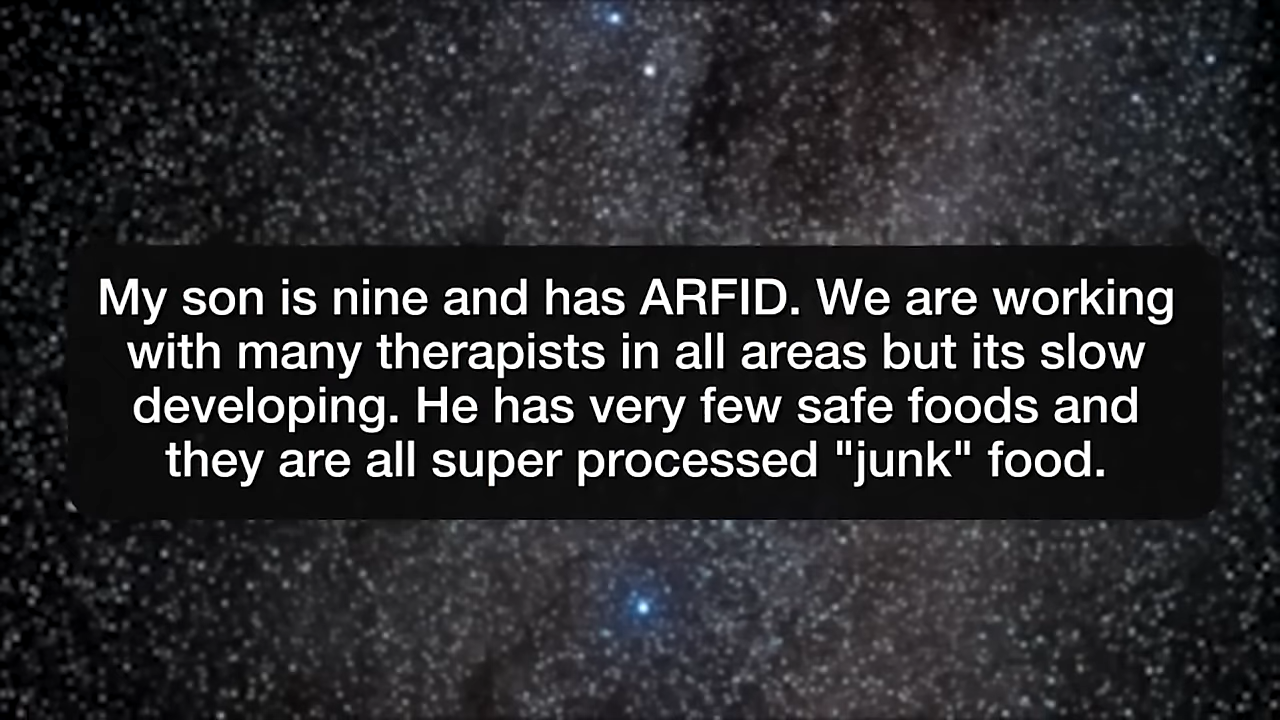 My son is nine and has ARFID. We are working
with many therapists in all areas but its slow
developing. He has very few safe foods and
they are all super processed "junk" food.